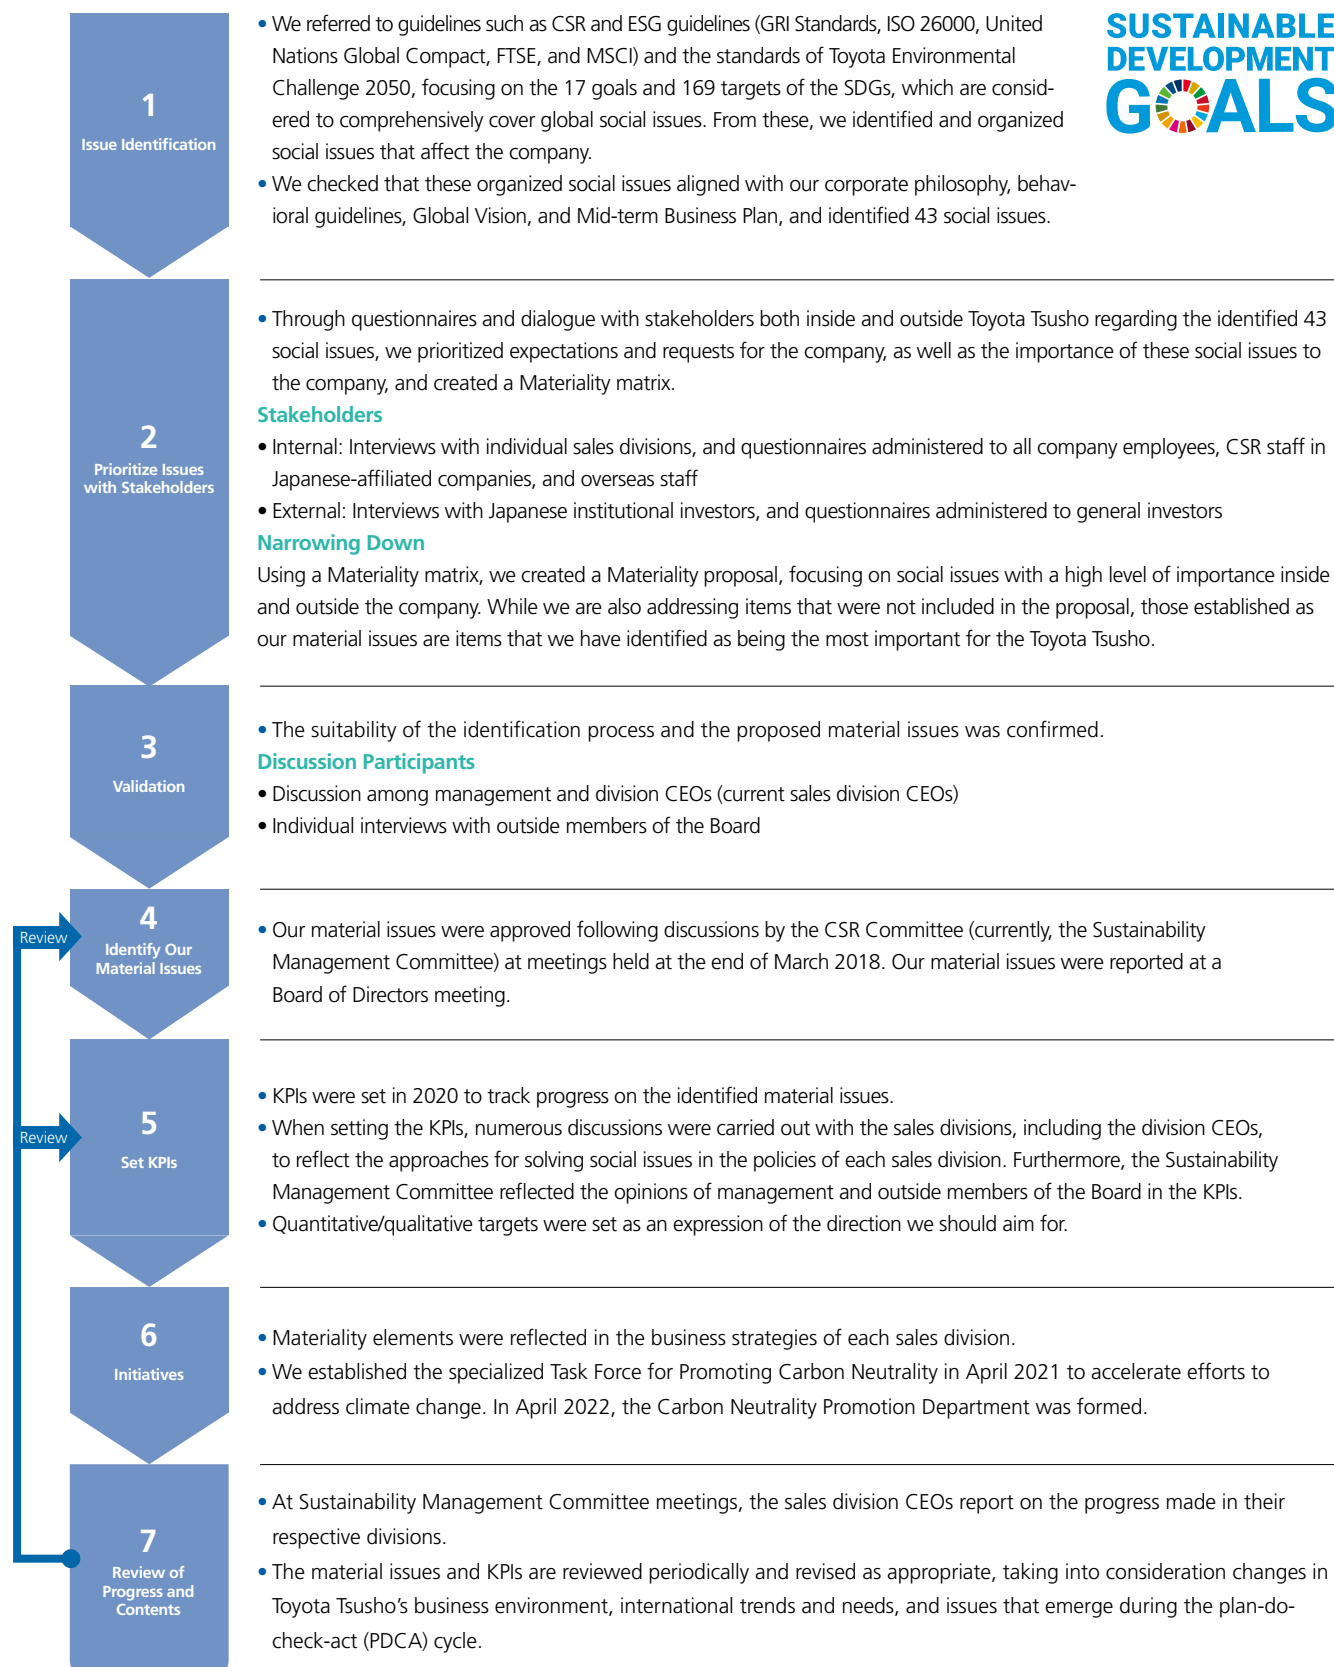 SUSTAINABLE
DEVELOPMENT
GOALS
1
Issue Identification
• We referred to guidelines such as CSR and ESG guidelines (GRI Standards, ISO 26000, United
Nations Global Compact, FTSE, and MSCI) and the standards of Toyota Environmental
Challenge 2050, focusing on the 17 goals and 169 targets of the SDGs, which are consid-
ered to comprehensively cover global social issues. From these, we identified and organized
social issues that affect the company.
• We checked that these organized social issues aligned with our corporate philosophy, behav-
ioral guidelines, Global Vision, and Mid-term Business Plan, and identified 43 social issues.
2
Prioritize Issues
with Stakeholders
• Through questionnaires and dialogue with stakeholders both inside and outside Toyota Tsusho regarding the identified 43
social issues, we prioritized expectations and requests for the company, as well as the importance of these social issues to
the company, and created a Materiality matrix.
Stakeholders
• Internal: Interviews with individual sales divisions, and questionnaires administered to all company employees, CSR staff in
Japanese-affiliated companies, and overseas staff
• External: Interviews with Japanese institutional investors, and questionnaires administered to general investors
Narrowing Down
Using a Materiality matrix, we created a Materiality proposal, focusing on social issues with a high level of importance inside
and outside the company. While we are also addressing items that were not included in the proposal, those established as
our material issues are items that we have identified as being the most important for the Toyota Tsusho.
3
Validation
• The suitability of the identification process and the proposed material issues was confirmed.
Discussion Participants
• Discussion among management and division CEOs (current sales division CEOs)
• Individual interviews with outside members of the Board
Review
4
Identify Our
Material Issues
• Our material issues were approved following discussions by the CSR Committee (currently, the Sustainability
Management Committee) at meetings held at the end of March 2018. Our material issues were reported at a
Board of Directors meeting.
Review
5
Set KPIs
• KPIs were set in 2020 to track progress on the identified material issues.
• When setting the KPIs, numerous discussions were carried out with the sales divisions, including the division CEOs,
to reflect the approaches for solving social issues in the policies of each sales division. Furthermore, the Sustainability
Management Committee reflected the opinions of management and outside members of the Board in the KPIs.
• Quantitative/qualitative targets were set as an expression of the direction we should aim for.
6
Initiatives
• Materiality elements were reflected in the business strategies of each sales division.
• We established the specialized Task Force for Promoting Carbon Neutrality in April 2021 to accelerate efforts to
address climate change. In April 2022, the Carbon Neutrality Promotion Department was formed.
7
Review of
Progress and
Contents
• At Sustainability Management Committee meetings, the sales division CEOs report on the progress made in their
respective divisions.
• The material issues and KPIs are reviewed periodically and revised as appropriate, taking into consideration changes in
Toyota Tsusho’s business environment, international trends and needs, and issues that emerge during the plan-do-
check-act (PDCA) cycle.